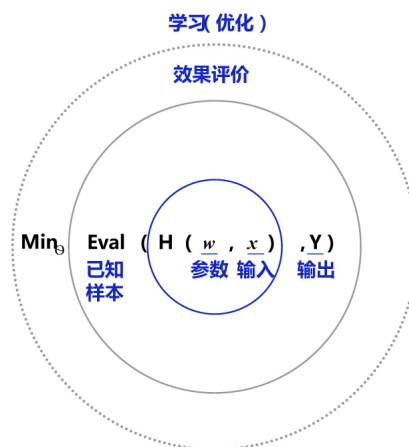 学习(优化)
效果评价
Minϴ Eval ( H ( w , x ) , Y )
已知 参数 输入 输出
样本